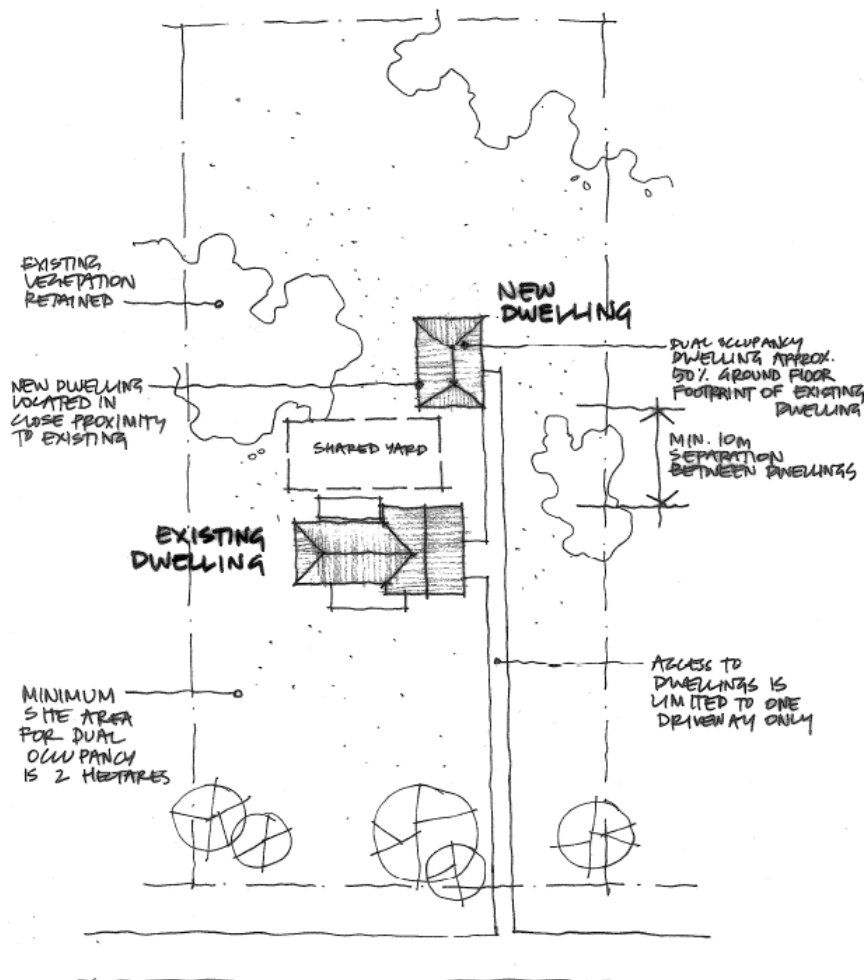 EXISTING
VEGETATION
RETAINED
NEW
DWELLING
DUAL OCCUPANCY
DWELLING APPROX.
50% GROUND FLOOR
FOOTPRINT OF EXISTING
DWELLING
NEW DWELLING
LOCATED IN
CLOSE PROXIMITY
TO EXISTING
MIN. 10m
SEPARATION
BETWEEN DWELLINGS
SHARED YARD
EXISTING
DWELLING
ACCESS TO
DWELLINGS IS
LIMITED TO ONE
DRIVEWAY ONLY
MINIMUM
SITE AREA
FOR DUAL
OCCUPANCY
IS 2 HECTARES